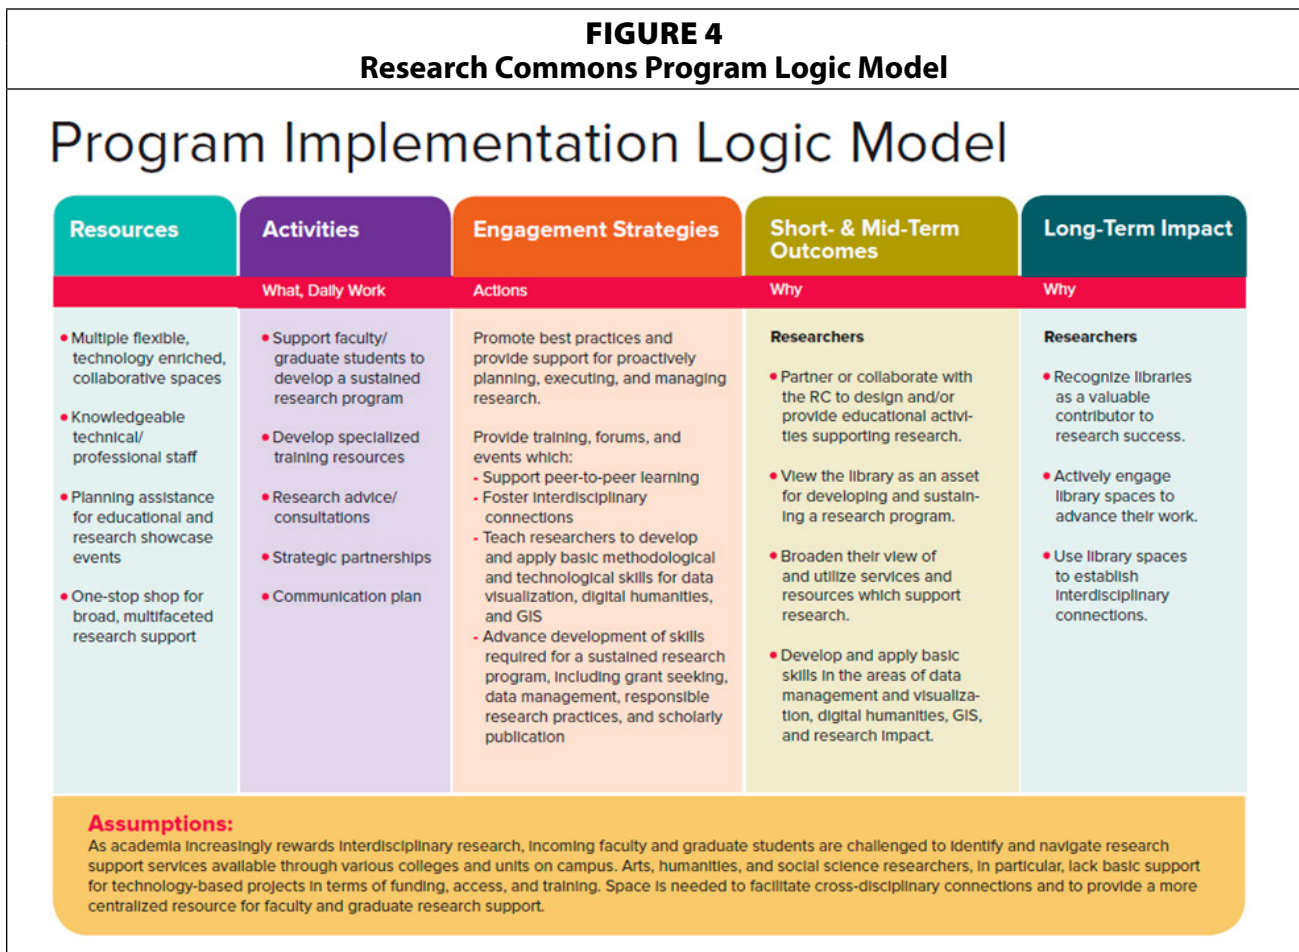 FIGURE 4
Research Commons Program Logic Model
Program Implementation Logic Model
Resources
Activities
Engagement Strategies
Short- & Mid-Term
Outcomes
Long-Term Impact
What, Daily Work
Actions
Why
Why
• Multiple flexible,
technology enriched,
collaborative spaces
• Knowledgeable
technical/
professional staff
• Planning assistance
for educational and
research showcase
events
• One-stop shop for
broad, multifaceted
research support
• Support faculty/
graduate students to
develop a sustained
research program
• Develop specialized
training resources
• Research advice/
consultations
• Strategic partnerships
• Communication plan
Promote best practices and
provide support for proactively
planning, executing, and managing
research.
Provide training, forums, and
events which:
- Support peer-to-peer learning
- Foster interdisciplinary
connections
- Teach researchers to develop
and apply basic methodological
and technological skills for data
visualization, digital humanities,
and GIS
- Advance development of skills
required for a sustained research
program, including grant seeking,
data management, responsible
research practices, and scholarly
publication
Researchers
• Partner or collaborate with
the RC to design and/or
provide educational activi-
ties supporting research.
• View the library as an asset
for developing and sustain-
ing a research program.
• Broaden their view of
and utilize services and
resources which support
research.
• Develop and apply basic
skills in the areas of data
management and visualiza-
tion, digital humanities, GIS,
and research impact.
Researchers
• Recognize libraries
as a valuable
contributor to
research success.
• Actively engage
library spaces to
advance their work.
• Use library spaces
to establish
interdisciplinary
connections.
Assumptions:
As academia increasingly rewards interdisciplinary research, incoming faculty and graduate students are challenged to identify and navigate research
support services available through various colleges and units on campus. Arts, humanities, and social science researchers, in particular, lack basic support
for technology-based projects in terms of funding, access, and training. Space is needed to facilitate cross-disciplinary connections and to provide a more
centralized resource for faculty and graduate research support.